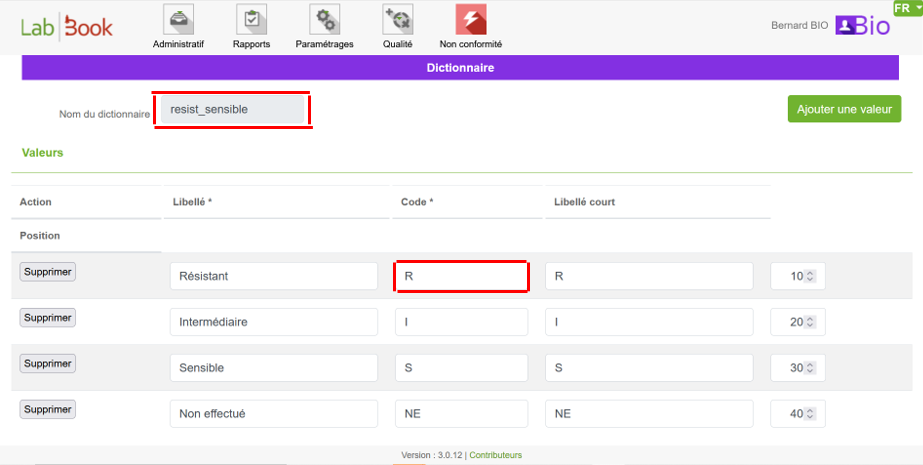 Lab Book
Administratif Rapports Paramétrages Qualité Non conformité
Bernard BIO
Bio
FR
Dictionnaire
Nom du dictionnaire resist_sensible
Ajouter une valeur
Valeurs
Action Libellé * Code * Libellé court
Position
Supprimer Résistant R R 10
Supprimer Intermédiaire I I 20
Supprimer Sensible S S 30
Supprimer Non effectué NE NE 40
Version : 3.0.12 | Contributeurs